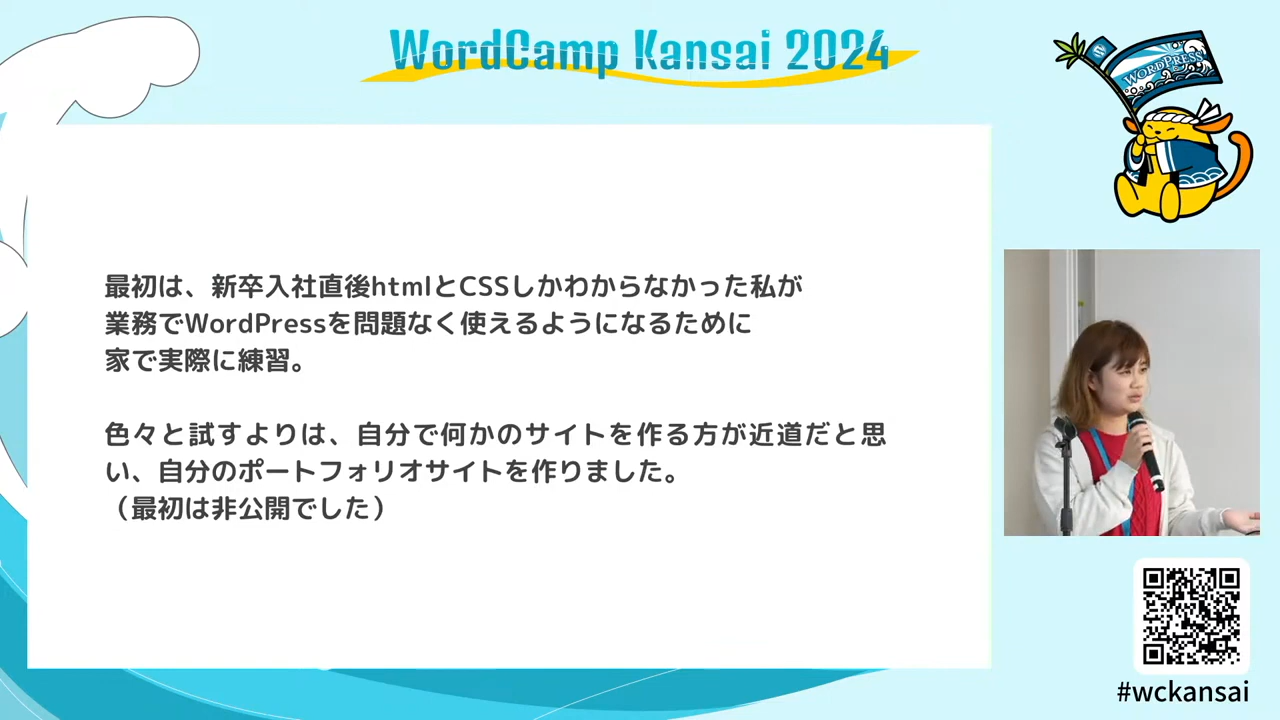 WordCamp Kansai 2024
WORDPRESS
最初は、新卒入社直後htmlとCSSしかわからなかった私が
業務でWordPressを問題なく使えるようになるために
家で実際に練習。
色々と試すよりは、自分で何かのサイトを作る方が近道だと思
い、自分のポートフォリオサイトを作りました。
（最初は非公開でした）
#wckansai